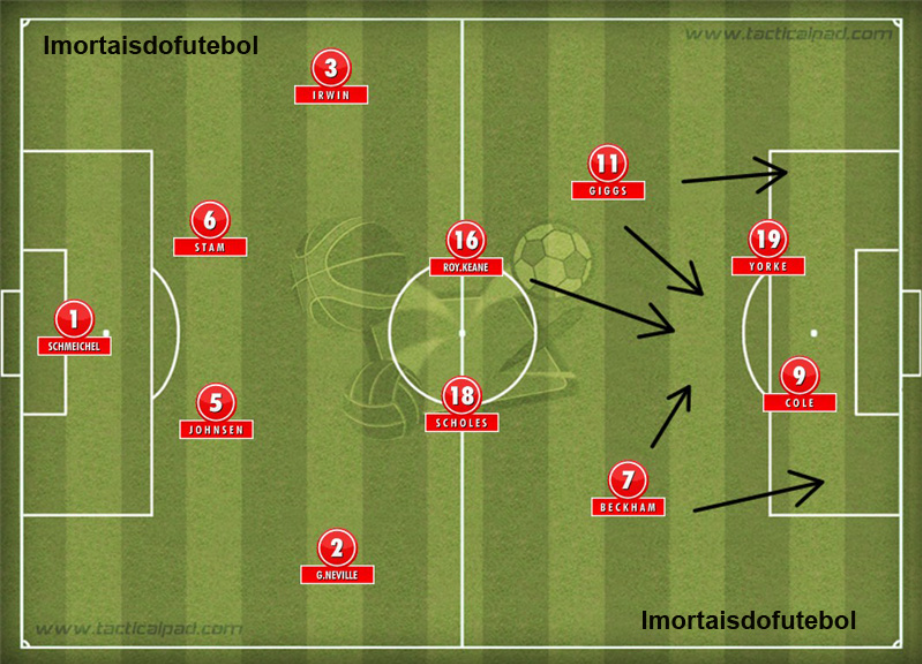 Imortaisdofutebol
www.tacticalpad.com
3
IRWIN
11
GIGGS
6
STAM
16
ROY.KEANE
19
YORKE
1
SCHMEICHEL
9
COLE
5
JOHNSEN
18
SCHOLES
7
BECKHAM
2
G.NEVILLE
Imortaisdofutebol
www.tacticalpad.com